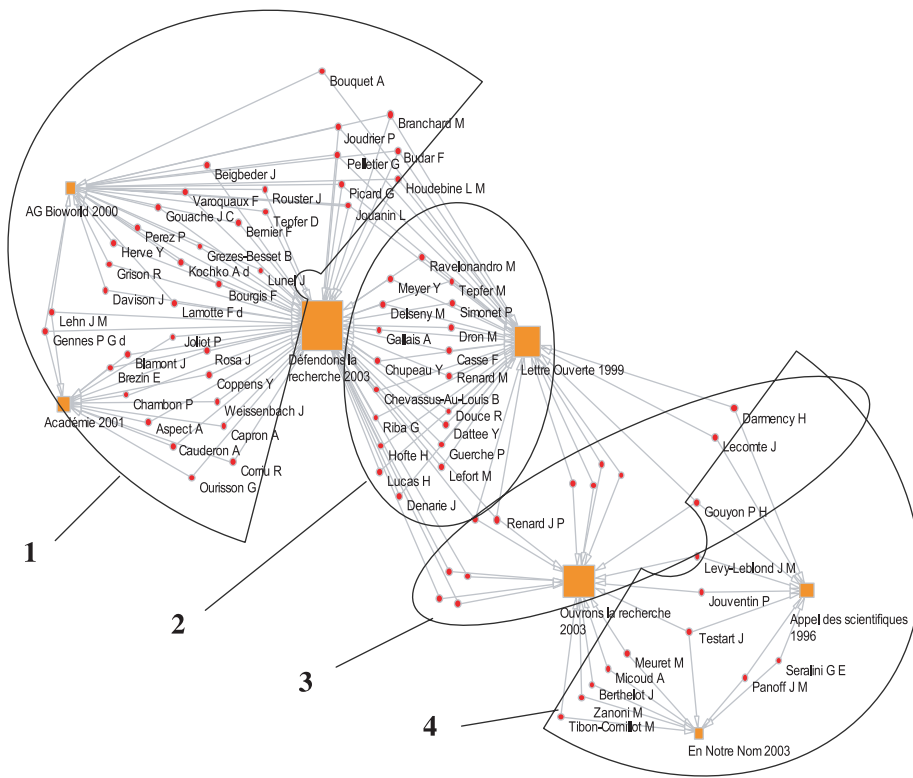 Bouquet A
Branchard M
Joudrier P
Budar F
Pelletier G
Beigbeder J
Houdebine L M
Picard G
AG Bioworld 2000
Varoquaux F
Rouster J
Gouache J C
Tepfer D
Jouanin L
Bernier F
Perez P
Herve Y
Grezes-Besset B
Ravelonandro M
Grison R
Kochko A d
Lunel J
Meyer Y
Tepfer M
Davison J
Bourgis F
Lamotte F d
Delseny M
Simonet P
Lehn J M
Gennes P G d
Joliot P
Gallais A
Dron M
Blamont J
Rosa J
Défendons la
recherche 2003
Chupeau Y
Casse F
Lettre Ouverte 1999
Brezin E
Coppens Y
Renard M
Chambon P
Chevassus-Au-Louis B
Académie 2001
Weissenbach J
Douce R
Darmency H
Aspect A
Capron A
Riba G
Dattee Y
Cauderon A
Hofte H
Guerche P
Lecomte J
Corriu R
Lucas H
Lefort M
Ourisson G
Denarie J
Renard J P
Gouyon P H
1
Levy-Leblond J M
Jouventin P
2
Ouvrons la recherche
2003
Appel des scientifiques
1996
Testart J
3
Meuret M
Seralini G E
Micoud A
Panoff J M
Berthelot J
4
Zanoni M
Tibon-Cornillot M
En Notre Nom 2003